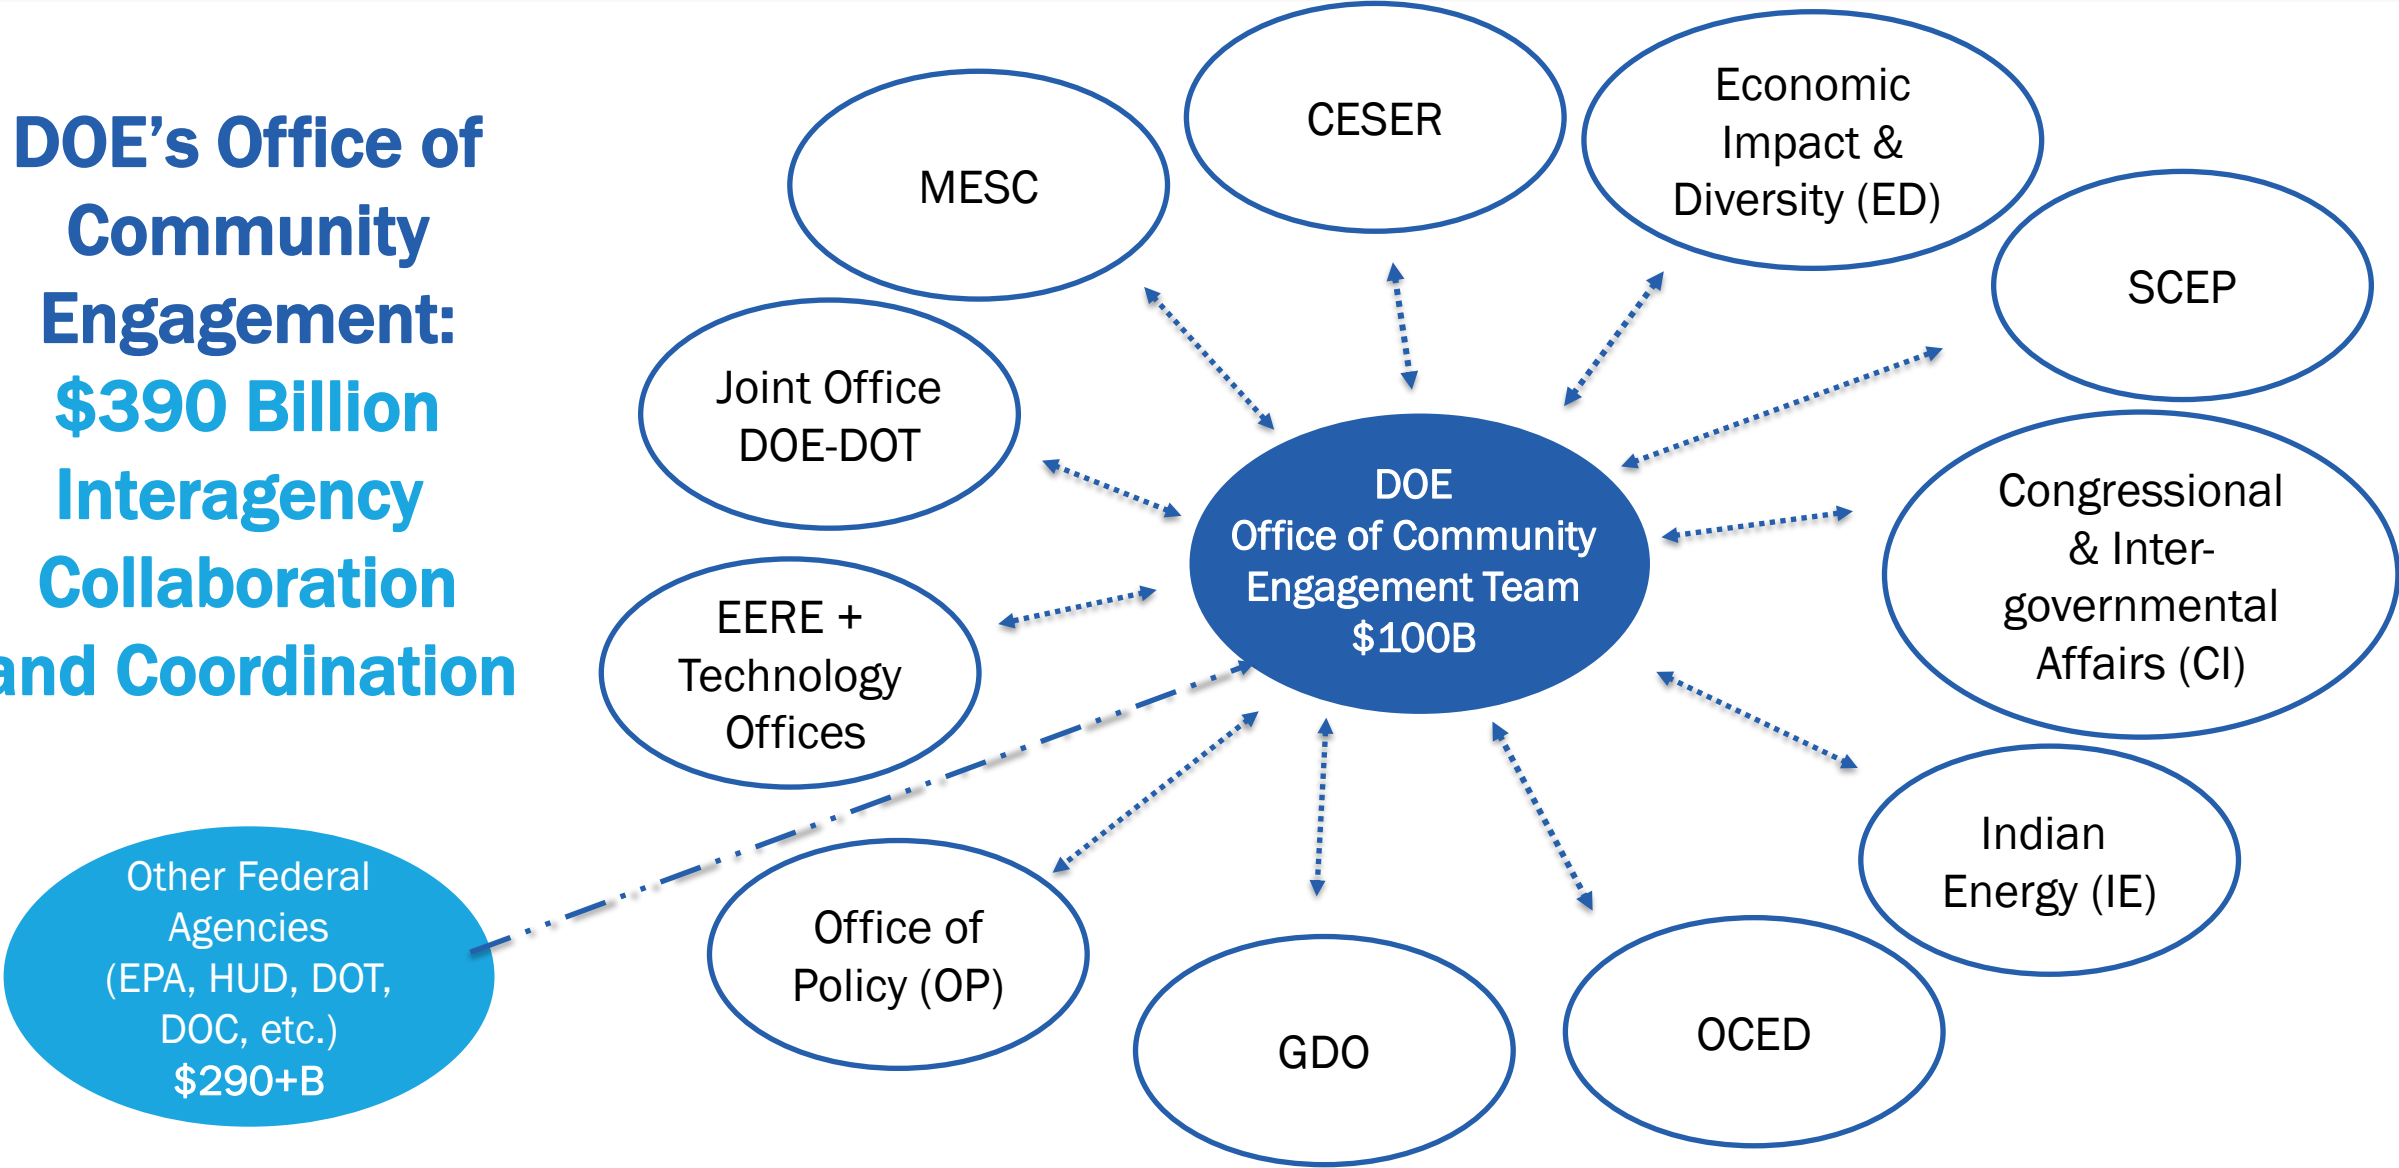 DOE’s Office of
Community
Engagement:
$390 Billion
Interagency
Collaboration
and Coordination
Other Federal
Agencies
(EPA, HUD, DOT,
DOC, etc.)
$290+B
MESC
CESER
Economic
Impact &
Diversity (ED)
SCEP
Joint Office
DOE-DOT
DOE
Office of Community
Engagement Team
$100B
Congressional
& Inter-
governmental
Affairs (CI)
EERE +
Technology
Offices
Indian
Energy (IE)
Office of
Policy (OP)
GDO
OCED